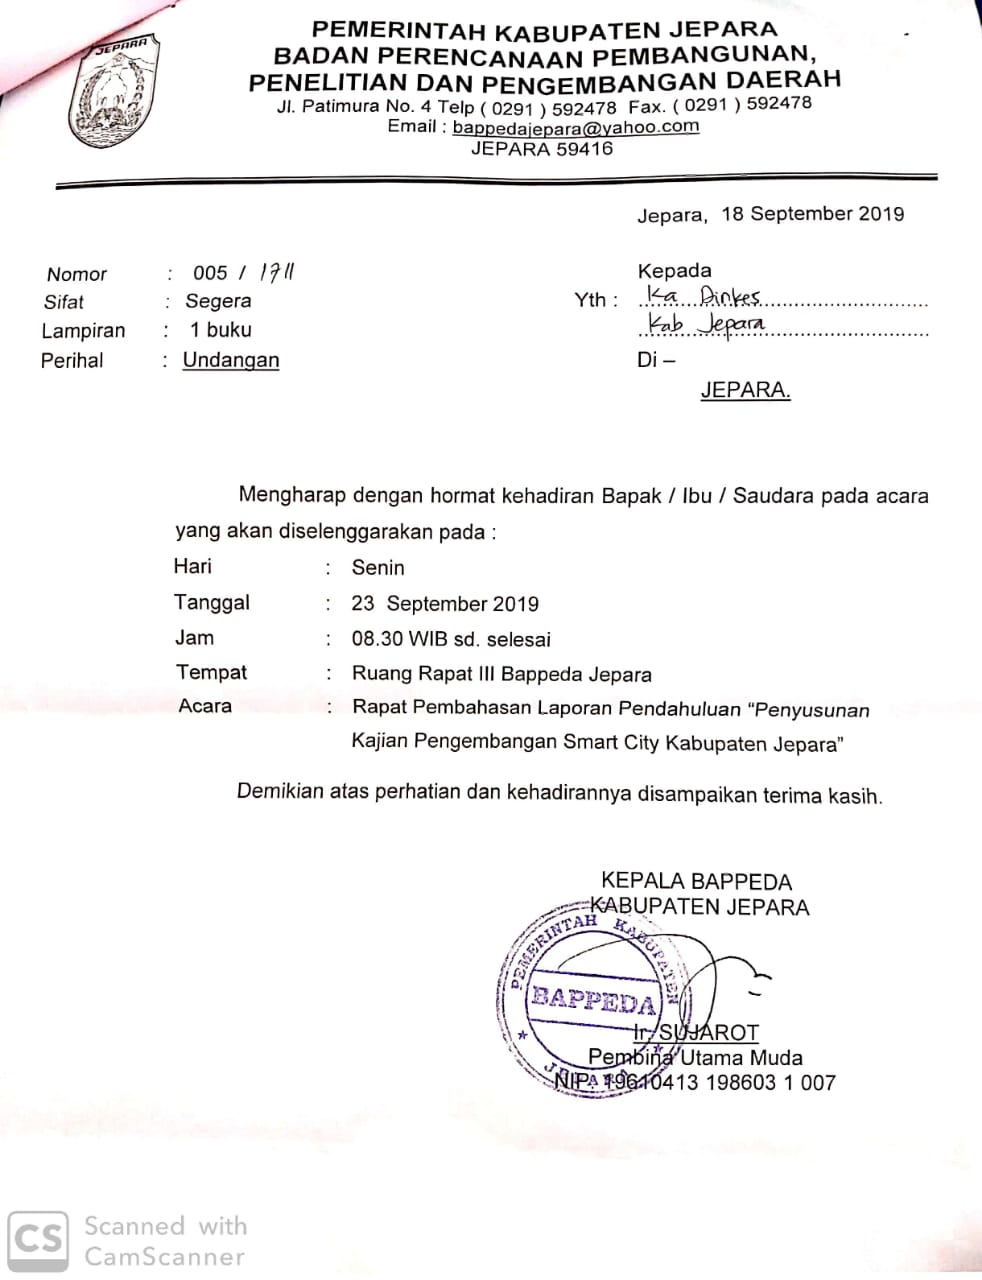 JEPARA
PEMERINTAH KABUPATEN JEPARA
BADAN PERENCANAAN PEMBANGUNAN,
PENELITIAN DAN PENGEMBANGAN DAERAH
Jl. Patimura No. 4 Telp ( 0291 ) 592478 Fax. ( 0291 ) 592478
Email : bappedajepara@yahoo.com
JEPARA 59416
Jepara, 18 September 2019
Nomor : 005 / 1711
Sifat : Segera
Lampiran : 1 buku
Perihal : Undangan
Kepada
Yth : Ka Dinkes
Kab Jepara
Di –
JEPARA.
Mengharap dengan hormat kehadiran Bapak / Ibu / Saudara pada acara
yang akan diselenggarakan pada :
Hari : Senin
Tanggal : 23 September 2019
Jam : 08.30 WIB sd. selesai
Tempat : Ruang Rapat III Bappeda Jepara
Acara : Rapat Pembahasan Laporan Pendahuluan “Penyusunan
Kajian Pengembangan Smart City Kabupaten Jepara”
Demikian atas perhatian dan kehadirannya disampaikan terima kasih.
KEPALA BAPPEDA
KABUPATEN JEPARA
PEMERINTAH KABUPATEN
BAPPEDA
JEPARA
Ir. SUJAROT
Pembina Utama Muda
NIP. 19610413 198603 1 007
CS Scanned with
CamScanner